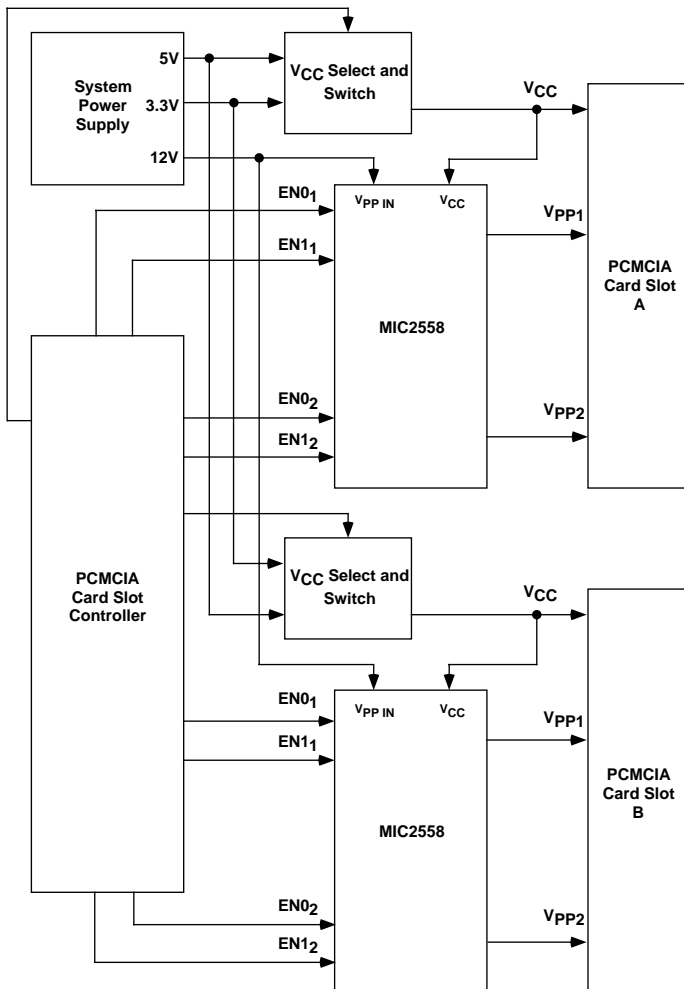 5V
System
Power
Supply
3.3V
12V
VCC Select and
Switch
VCC
EN01
EN11
VPP IN
VCC
VPP1
PCMCIA
Card Slot
A
MIC2558
EN02
EN12
VPP2
PCMCIA
Card Slot
Controller
VCC Select and
Switch
VCC
EN01
EN11
VPP IN
VCC
VPP1
PCMCIA
Card Slot
B
MIC2558
EN02
EN12
VPP2